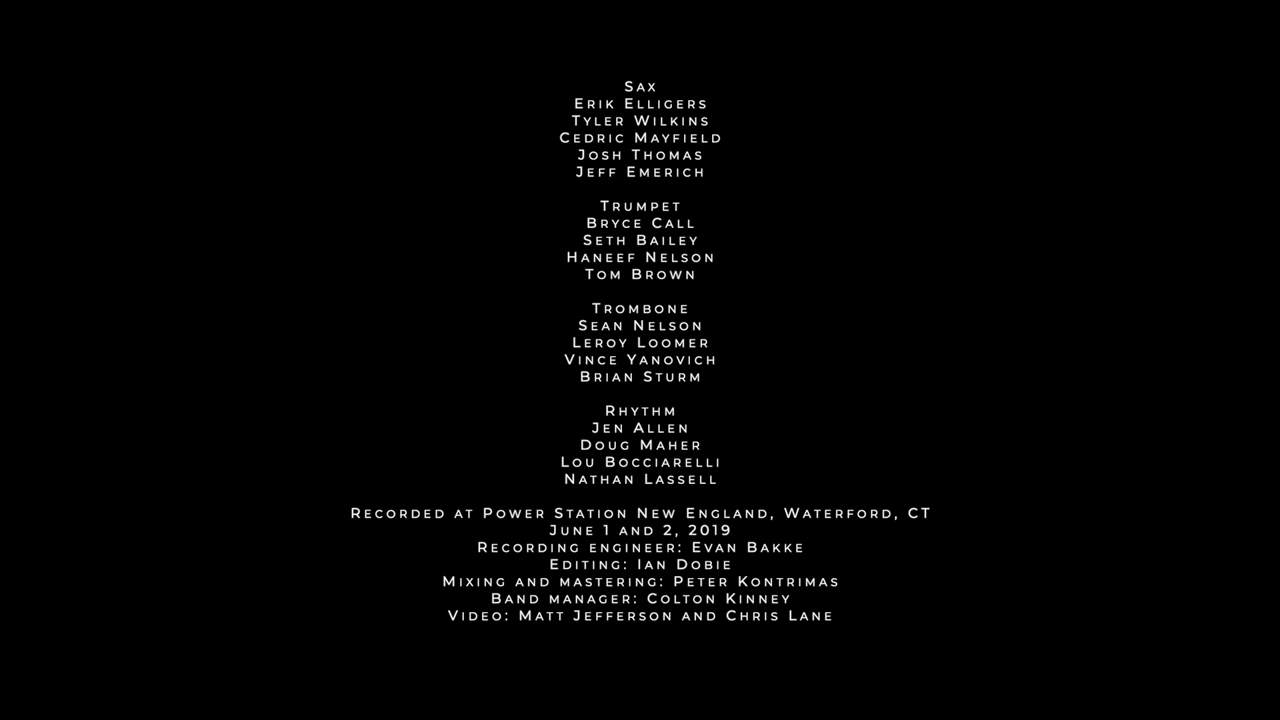 Sax
Erik Elligers
Tyler Wilkins
Cedric Mayfield
Josh Thomas
Jeff Emerich
Trumpet
Bryce Call
Seth Bailey
Haneef Nelson
Tom Brown
Trombone
Sean Nelson
Leroy Loomer
Vince Yanovich
Brian Sturm
Rhythm
Jen Allen
Doug Maher
Lou Bocciarelli
Nathan Lassell
Recorded at Power Station New England, Waterford, CT
June 1 and 2, 2019
Recording engineer: Evan Bakke
Editing: Ian Dobie
Mixing and mastering: Peter Kontrimas
Band manager: Colton Kinney
Video: Matt Jefferson and Chris Lane